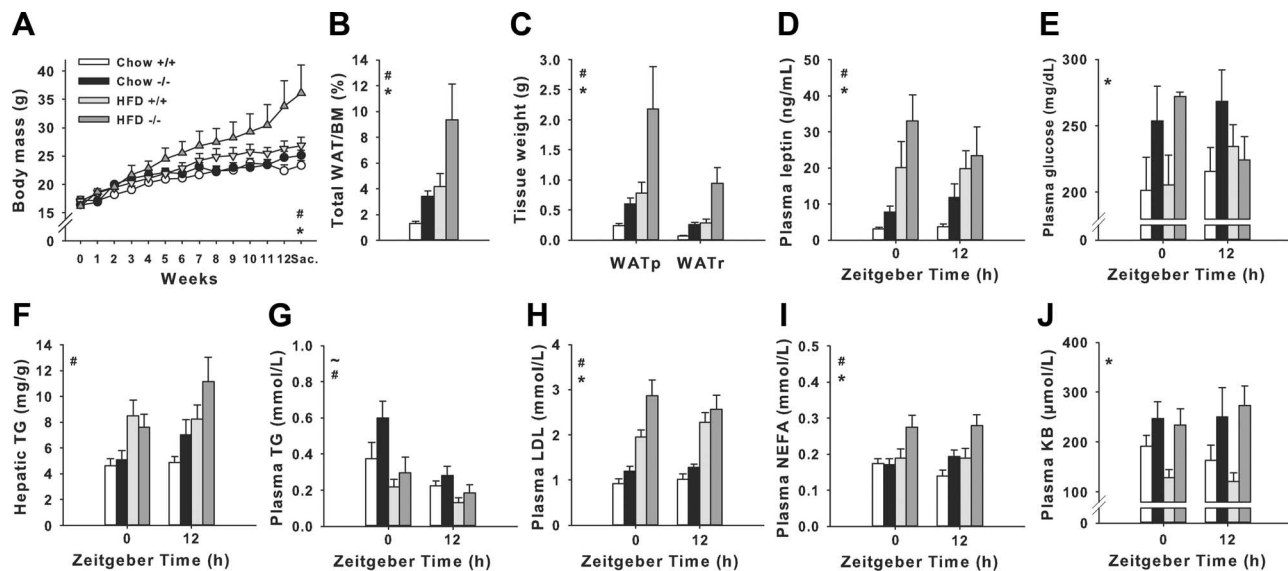 A
Body mass (g)
40
35
30
25
20
15
0
Chow +/+
Chow -/-
HFD +/+
HFD -/-
#
*
0 1 2 3 4 5 6 7 8 9 10 11 12 Sac.
Weeks
B
Total WAT/BM (%)
14
12
10
8
6
4
2
0
#
*
C
Tissue weight (g)
3.0
2.5
2.0
1.5
1.0
0.5
0.0
#
*
WATp WATr
D
Plasma leptin (ng/mL)
50
40
30
20
10
0
#
*
0 12
Zeitgeber Time (h)
E
Plasma glucose (mg/dL)
300
250
200
0
*
0 12
Zeitgeber Time (h)
F
Hepatic TG (mg/g)
14
12
10
8
6
4
2
0
#
0 12
Zeitgeber Time (h)
G
Plasma TG (mmol/L)
1.0
0.8
0.6
0.4
0.2
0.0
~
#
0 12
Zeitgeber Time (h)
H
Plasma LDL (mmol/L)
4
3
2
1
0
#
*
0 12
Zeitgeber Time (h)
I
Plasma NEFA (mmol/L)
0.5
0.4
0.3
0.2
0.1
0.0
#
*
0 12
Zeitgeber Time (h)
J
Plasma KB (µmol/L)
400
300
200
100
0
*
0 12
Zeitgeber Time (h)